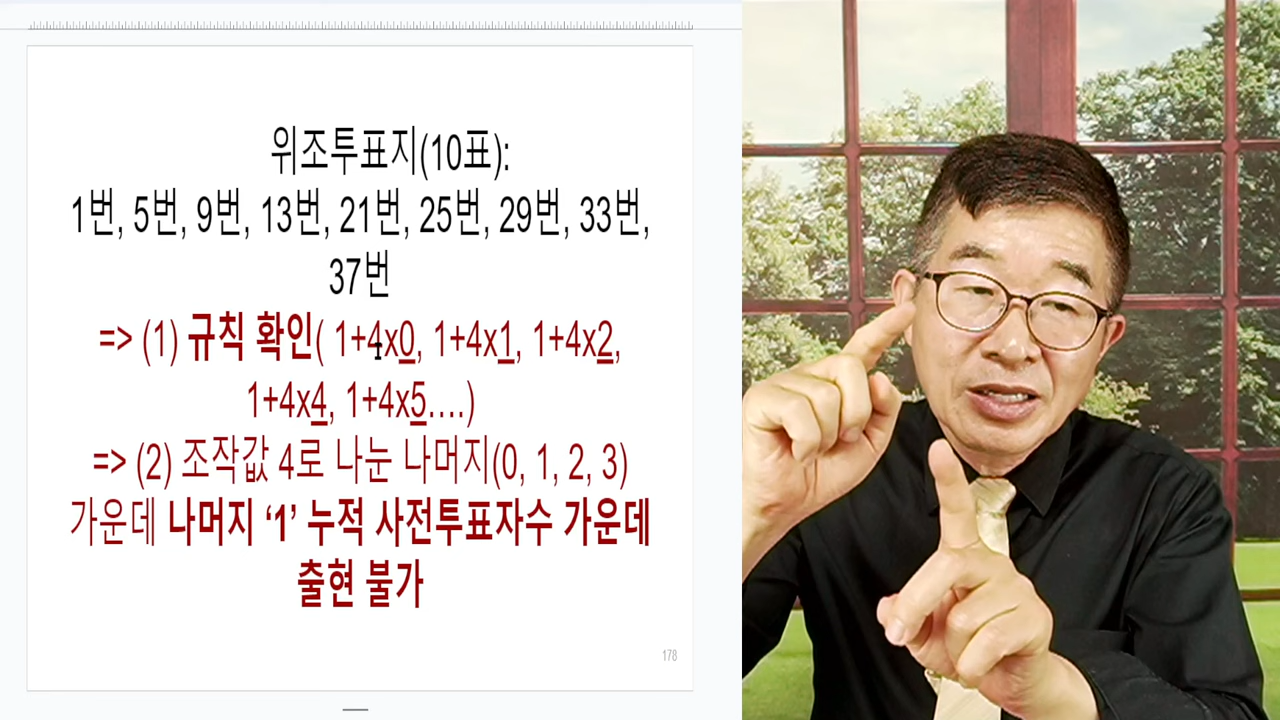 위조투표지(10표):
1번, 5번, 9번, 13번, 21번, 25번, 29번, 33번,
37번
=> (1) 규칙 확인( 1+4x0, 1+4x1, 1+4x2,
1+4x4, 1+4x5….)
=> (2) 조작값 4로 나눈 나머지(0, 1, 2, 3)
가운데 나머지 ‘1’ 누적 사전투표자수 가운데
출현 불가
178